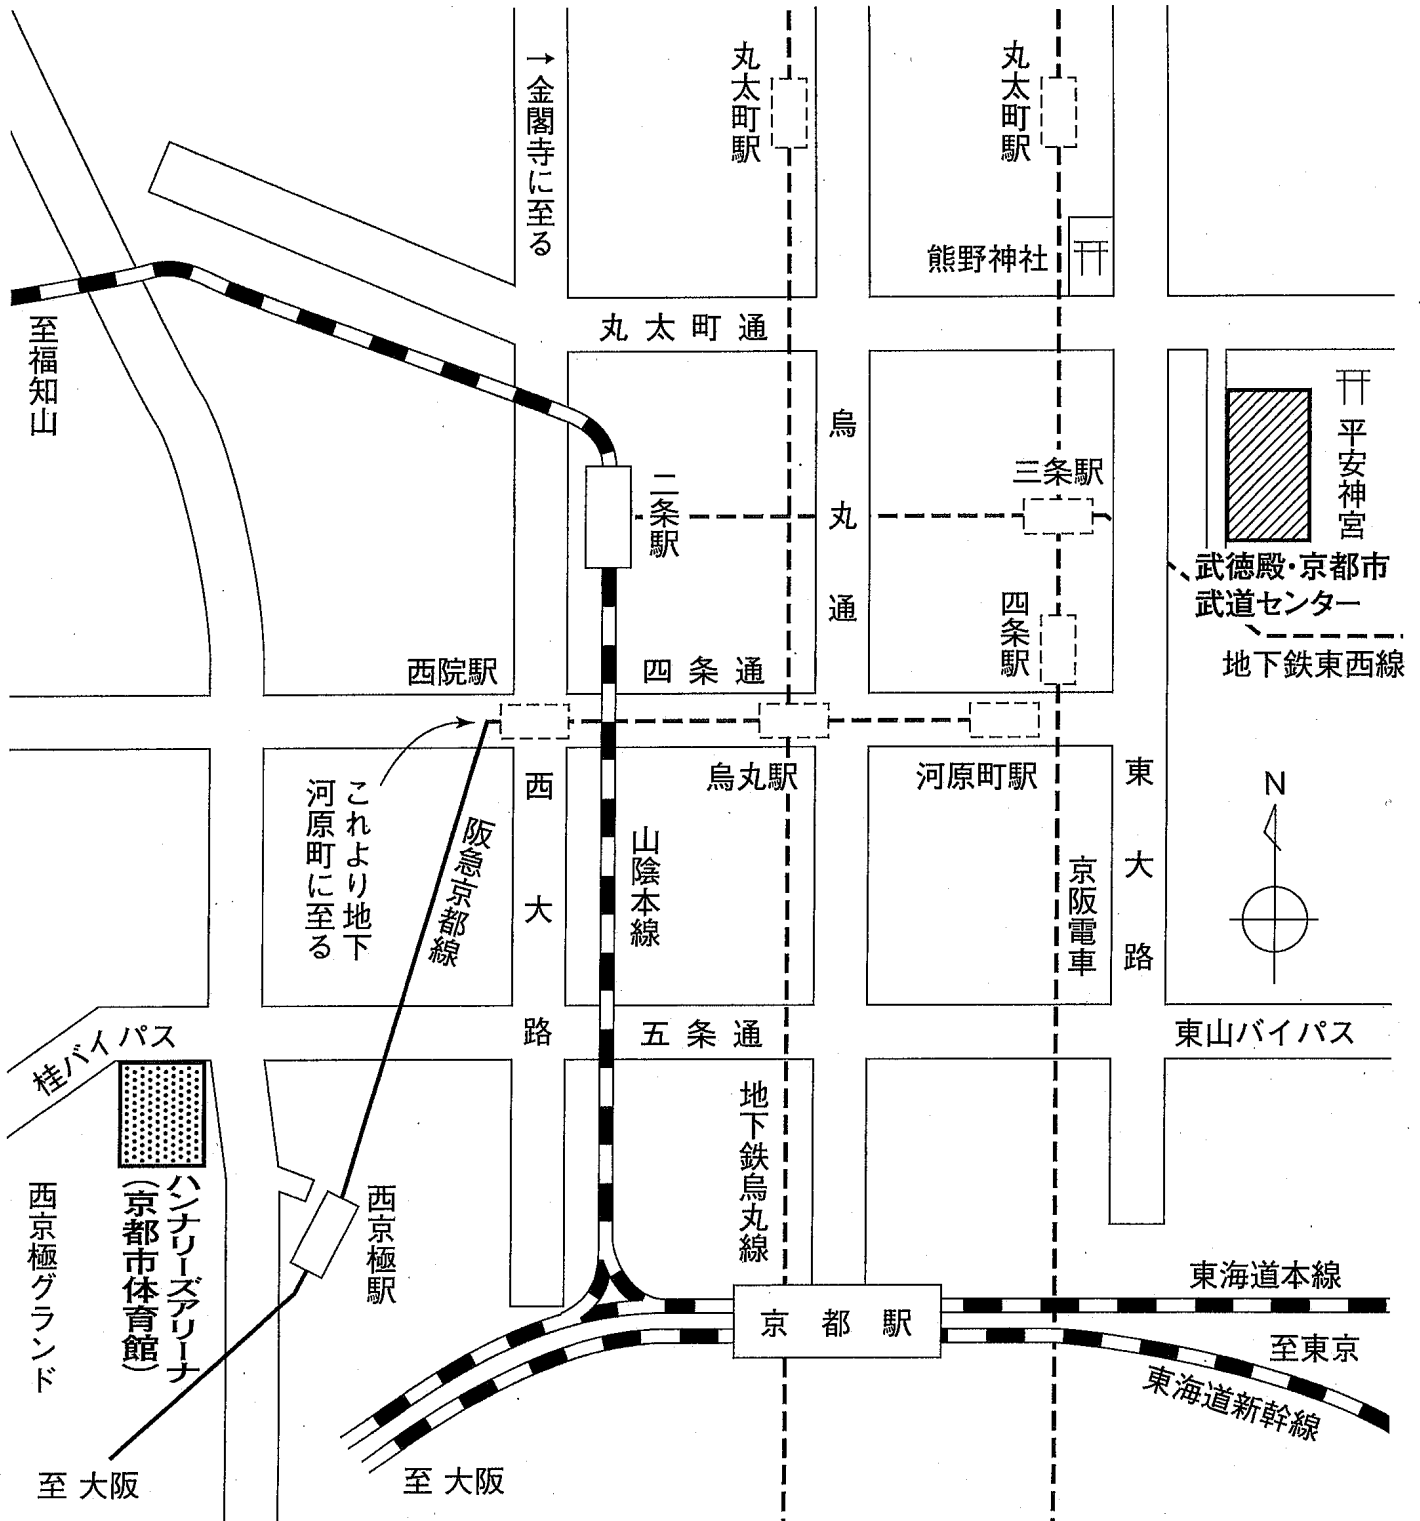 →金閣寺に至る
丸太町駅
丸太町駅
熊野神社
至福知山
丸太町通
烏丸通
平安神宮
三条駅
二条駅
武徳殿・京都市
武道センター
四条駅
地下鉄東西線
西院駅
四条通
烏丸駅
河原町駅
西大路
東大路
N
これより地下
河原町に至る
阪急京都線
山陰本線
京阪電車
桂バイパス
五条通
東山バイパス
地下鉄烏丸線
ハンナリーズアリーナ
(京都市体育館)
西京極グランド
西京極駅
東海道本線
京都駅
至東京
東海道新幹線
至大阪
至大阪